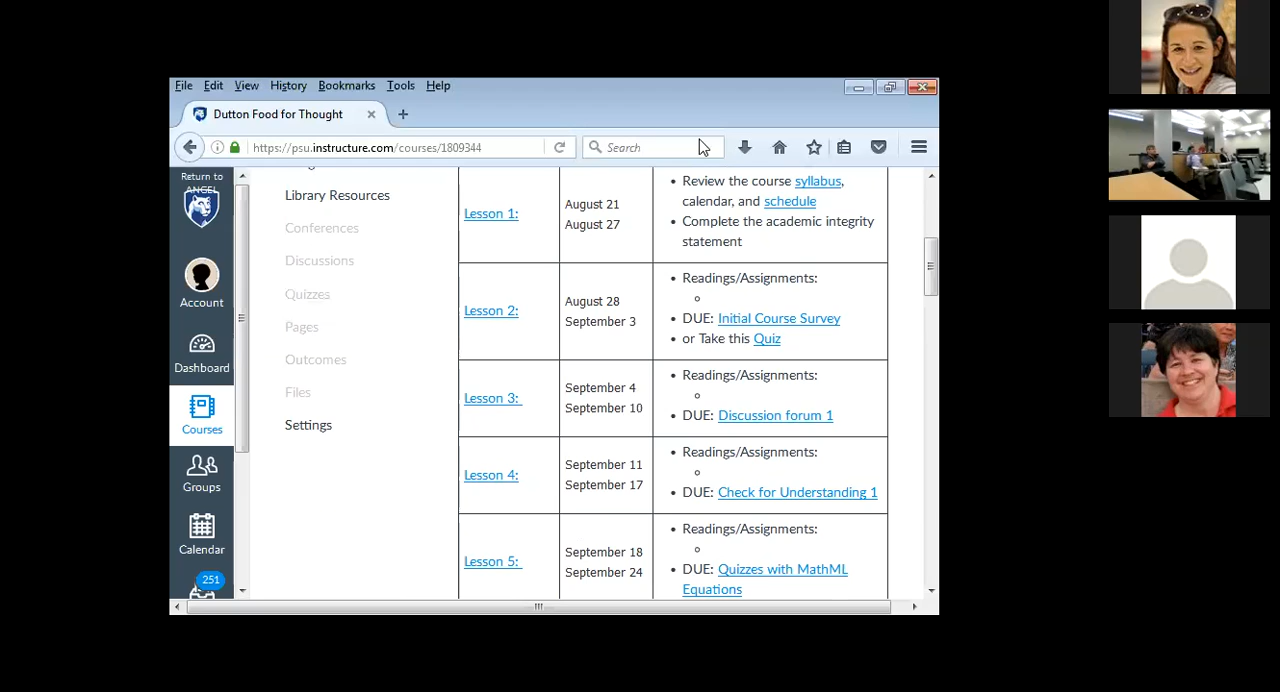 File Edit View History Bookmarks Tools Help
Dutton Food for Thought
https://psu.instructure.com/courses/1809344
Search
Return to
ANGEL
Account
Dashboard
Courses
Groups
Calendar
251
Library Resources
Conferences
Discussions
Quizzes
Pages
Outcomes
Files
Settings
Lesson 1:
August 21
August 27
Review the course syllabus,
calendar, and schedule
Complete the academic integrity
statement
Lesson 2:
August 28
September 3
Readings/Assignments:
DUE: Initial Course Survey
or Take this Quiz
Lesson 3:
September 4
September 10
Readings/Assignments:
DUE: Discussion forum 1
Lesson 4:
September 11
September 17
Readings/Assignments:
DUE: Check for Understanding 1
Lesson 5:
September 18
September 24
Readings/Assignments:
DUE: Quizzes with MathML
Equations